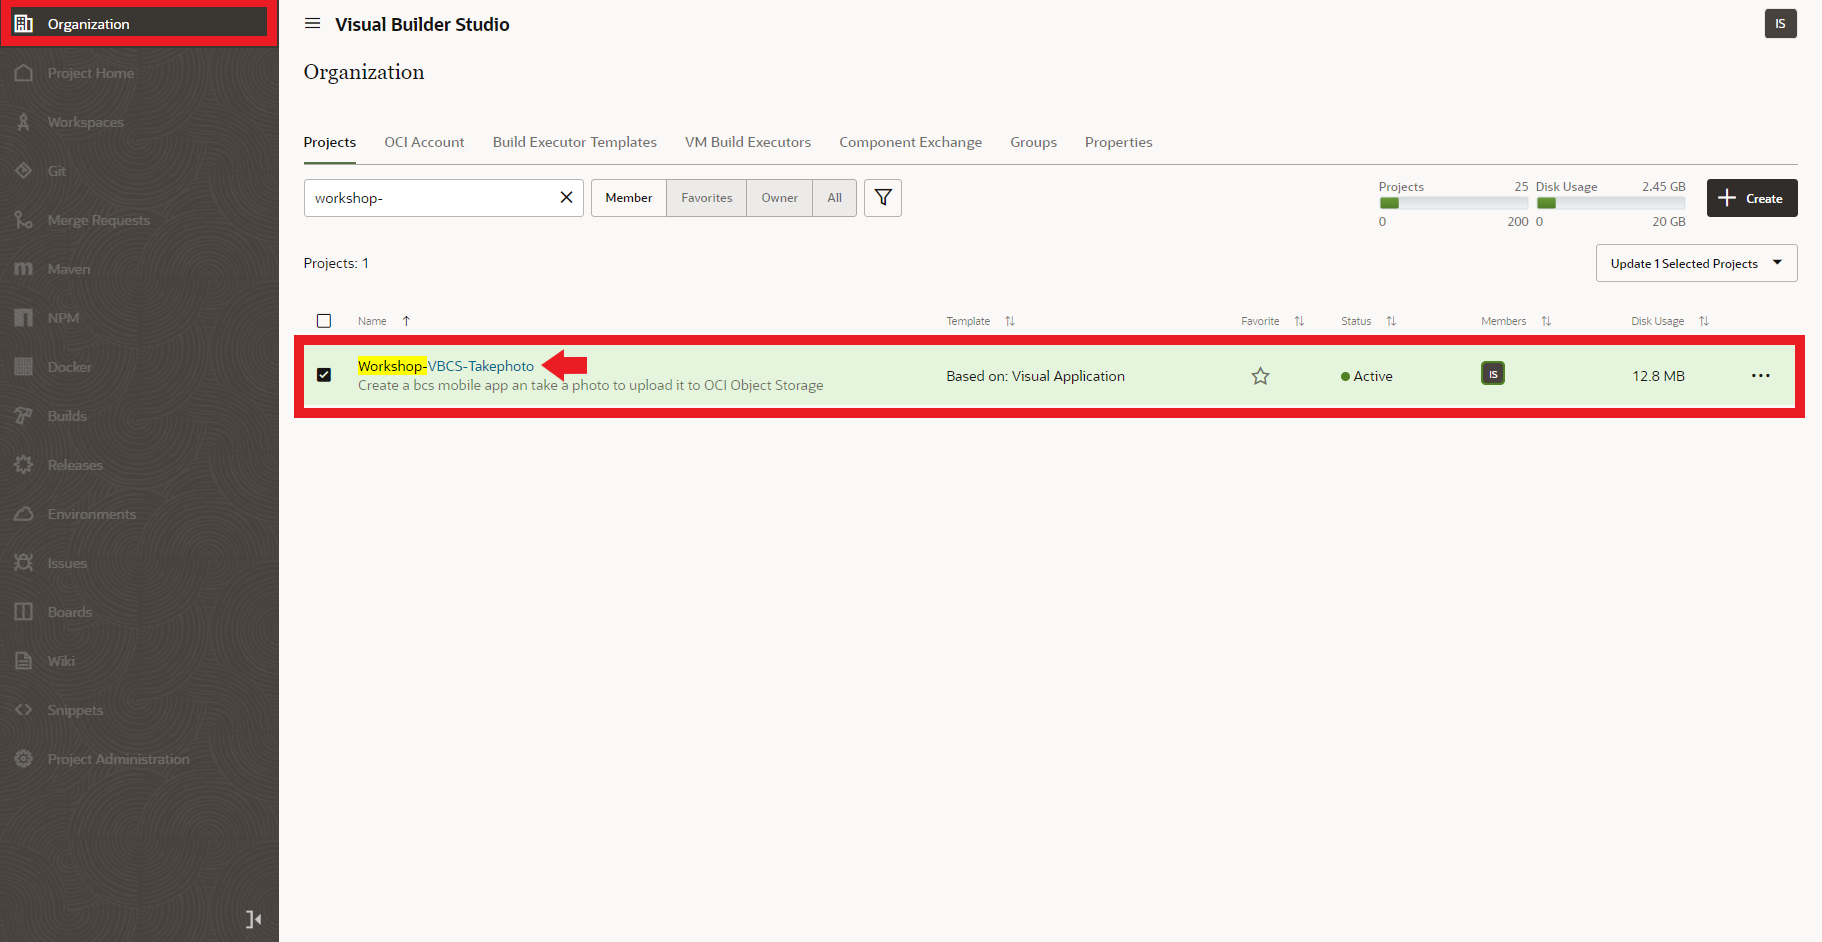 Organization
Project Home
Workspaces
Git
Merge Requests
Maven
NPM
Docker
Builds
Releases
Environments
Issues
Boards
Wiki
Snippets
Project Administration
Visual Builder Studio
IS
Organization
Projects OCI Account Build Executor Templates VM Build Executors Component Exchange Groups Properties
workshop- Member Favorites Owner All
Projects 25 Disk Usage 2.45 GB
0 200 0 20 GB
Create
Projects: 1
Update 1 Selected Projects
Name Template Favorite Status Members Disk Usage
Workshop-VBCS-Takephoto
Create a bcs mobile app an take a photo to upload it to OCI Object Storage
Based on: Visual Application Active IS 12.8 MB